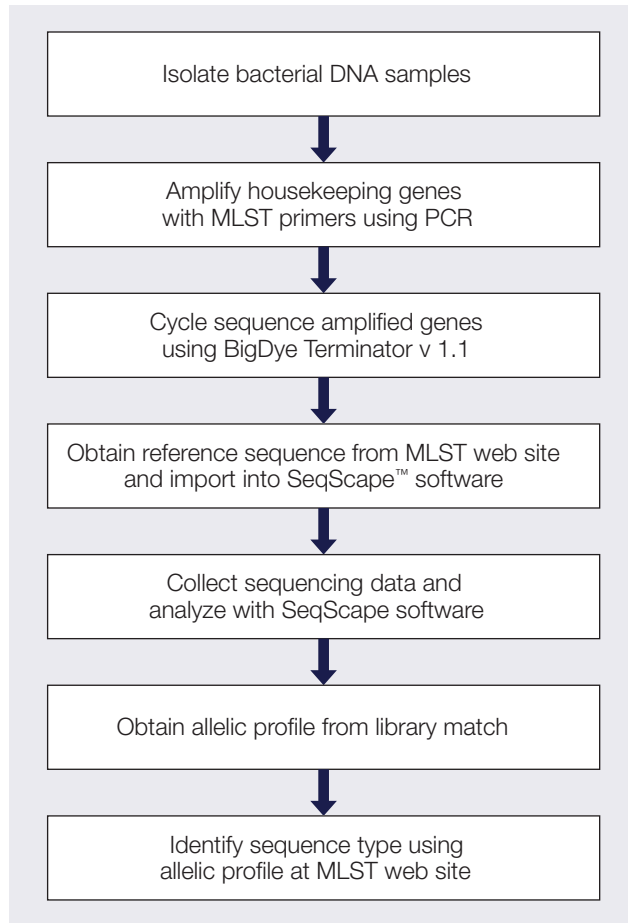 Isolate bacterial DNA samples
Amplify housekeeping genes
with MLST primers using PCR
Cycle sequence amplified genes
using BigDye Terminator v 1.1
Obtain reference sequence from MLST web site
and import into SeqScape™ software
Collect sequencing data and
analyze with SeqScape software
Obtain allelic profile from library match
Identify sequence type using
allelic profile at MLST web site